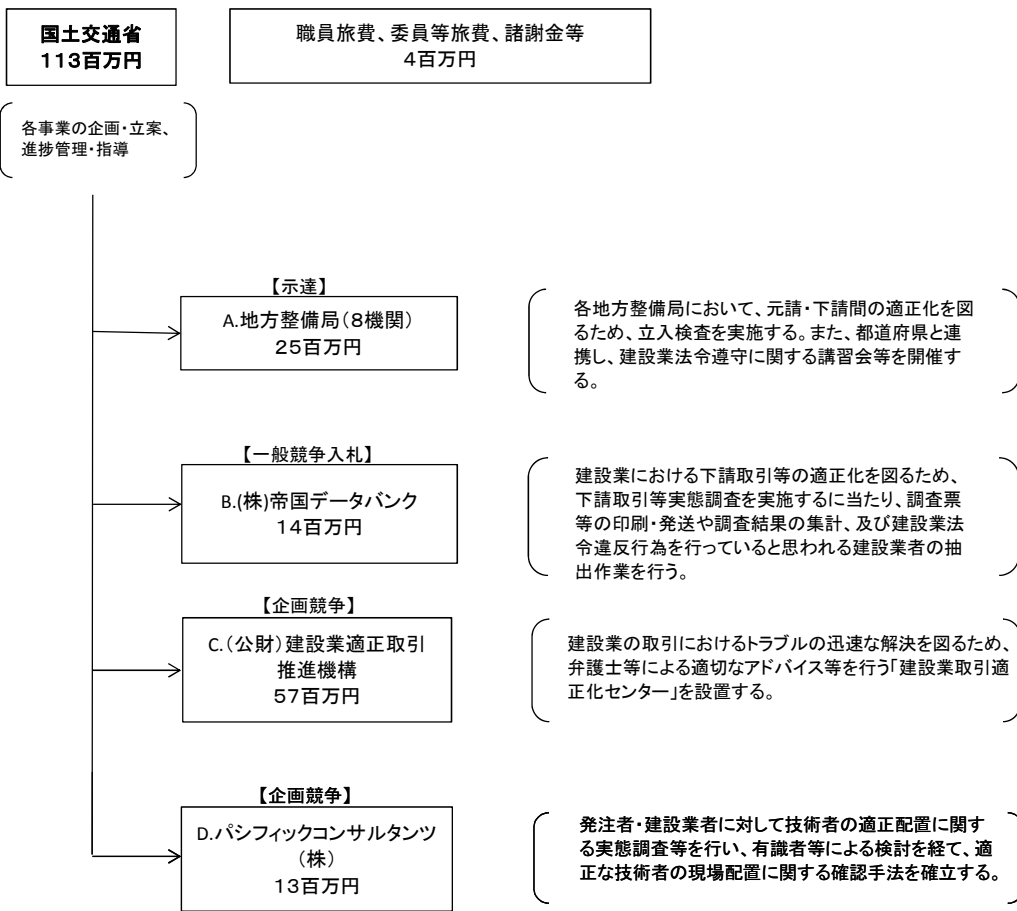 国土交通省
113百万円
職員旅費、委員等旅費、諸謝金等
4百万円
各事業の企画・立案、
進捗管理・指導
【示達】
A.地方整備局(8機関)
25百万円
各地方整備局において、元請・下請間の適正化を図
るため、立入検査を実施する。また、都道府県と連
携し、建設業法令遵守に関する講習会等を開催す
る。
【一般競争入札】
B.(株)帝国データバンク
14百万円
建設業における下請取引等の適正化を図るため、
下請取引等実態調査を実施するに当たり、調査票
等の印刷・発送や調査結果の集計、及び建設業法
令違反行為を行っていると思われる建設業者の抽
出作業を行う。
【企画競争】
C.(公財)建設業適正取引
推進機構
57百万円
建設業の取引におけるトラブルの迅速な解決を図るため、
弁護士等による適切なアドバイス等を行う「建設業取引適
正化センター」を設置する。
【企画競争】
D.パシフィックコンサルタンツ
(株)
13百万円
発注者・建設業者に対して技術者の適正配置に関す
る実態調査等を行い、有識者等による検討を経て、適
正な技術者の現場配置に関する確認手法を確立する。